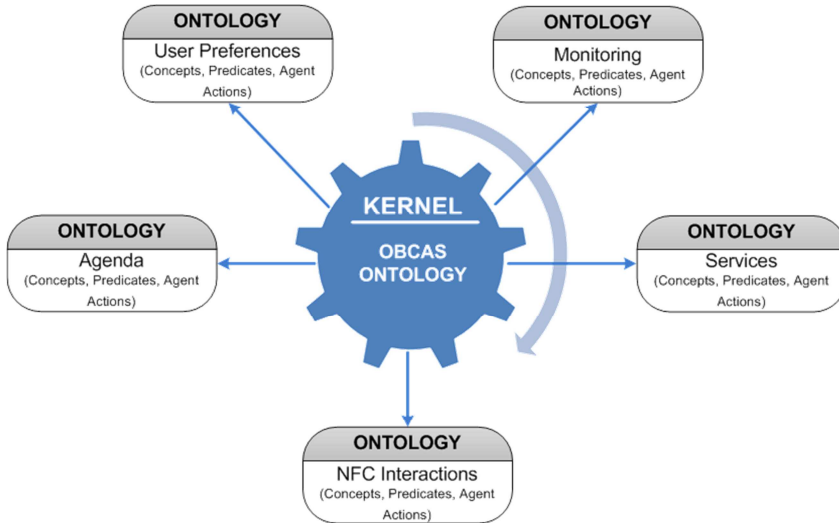 ONTOLOGY
User Preferences
(Concepts, Predicates, Agent
Actions)
ONTOLOGY
Monitoring
(Concepts, Predicates, Agent
Actions)
KERNEL
OBCAS
ONTOLOGY
ONTOLOGY
Agenda
(Concepts, Predicates, Agent
Actions)
ONTOLOGY
Services
(Concepts, Predicates, Agent
Actions)
ONTOLOGY
NFC Interactions
(Concepts, Predicates, Agent
Actions)